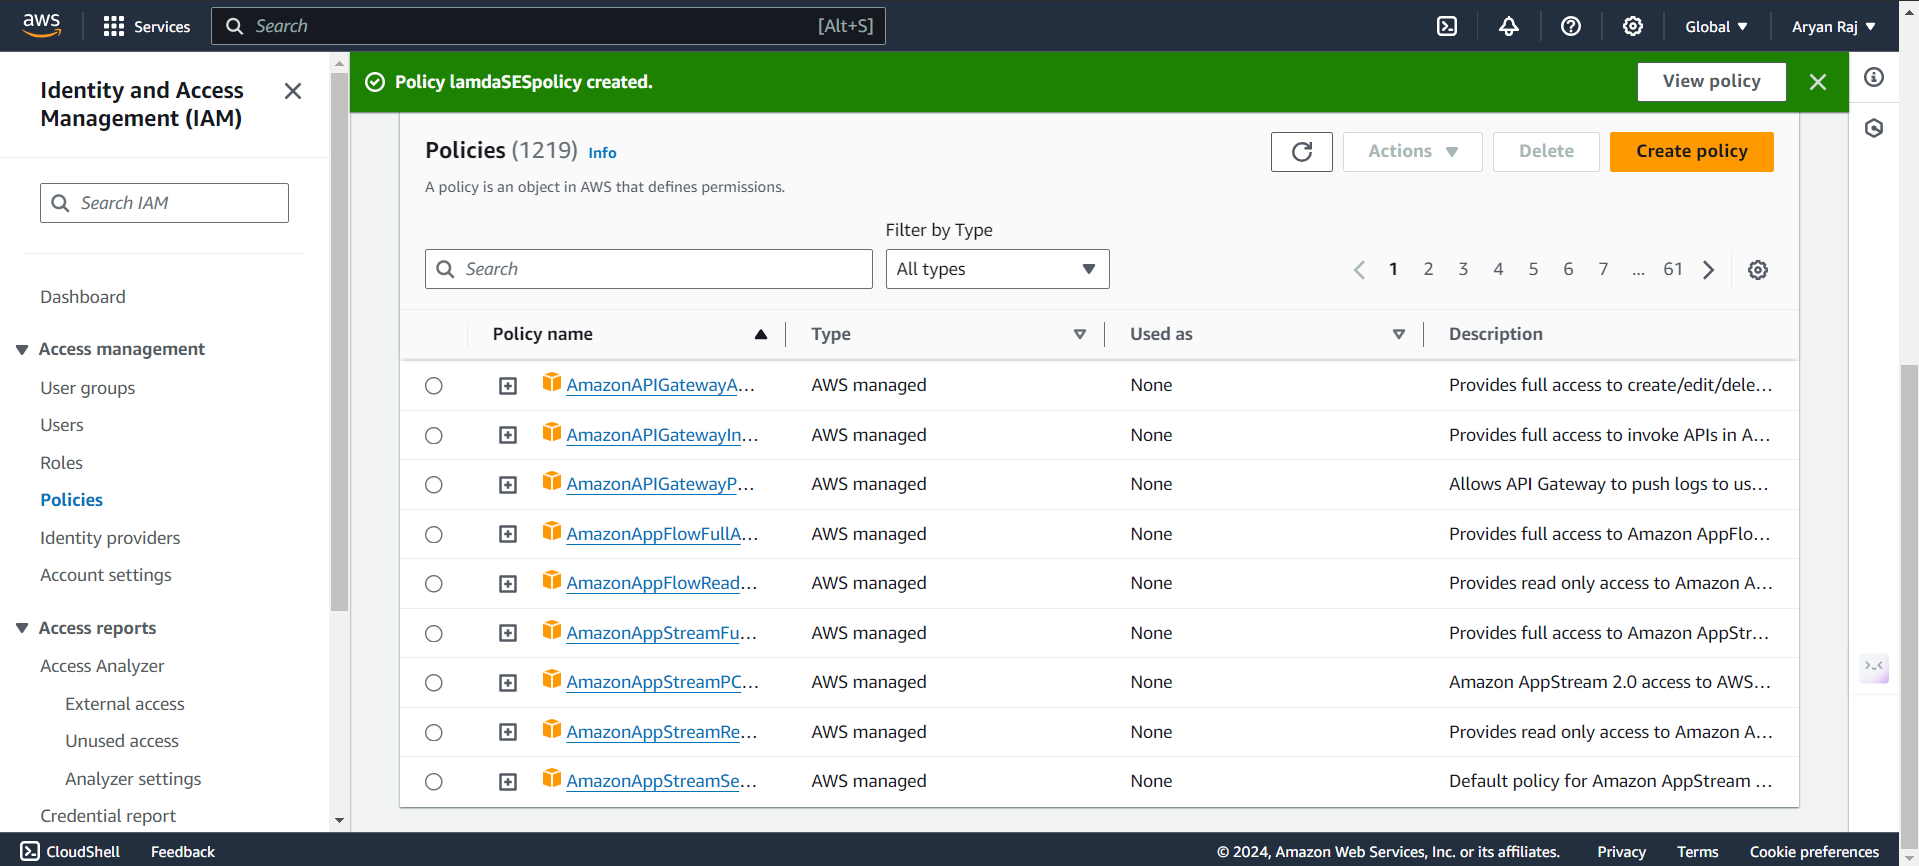 aws
Services
Search
[Alt+S]
Global
Aryan Raj
Identity and Access
Management (IAM)
Search IAM
Dashboard
Access management
User groups
Users
Roles
Policies
Identity providers
Account settings
Access reports
Access Analyzer
External access
Unused access
Analyzer settings
Credential report
Policy lamdaSESpolicy created.
View policy
Policies (1219) Info
A policy is an object in AWS that defines permissions.
Actions
Delete
Create policy
Filter by Type
Search
All types
1 2 3 4 5 6 7 ... 61
Policy name Type Used as Description
AmazonAPIGatewayA... AWS managed None Provides full access to create/edit/dele...
AmazonAPIGatewayIn... AWS managed None Provides full access to invoke APIs in A...
AmazonAPIGatewayP... AWS managed None Allows API Gateway to push logs to us...
AmazonAppFlowFullA... AWS managed None Provides full access to Amazon AppFlo...
AmazonAppFlowRead... AWS managed None Provides read only access to Amazon A...
AmazonAppStreamFu... AWS managed None Provides full access to Amazon AppStr...
AmazonAppStreamPC... AWS managed None Amazon AppStream 2.0 access to AWS...
AmazonAppStreamRe... AWS managed None Provides read only access to Amazon A...
AmazonAppStreamSe... AWS managed None Default policy for Amazon AppStream ...
CloudShell
Feedback
© 2024, Amazon Web Services, Inc. or its affiliates.
Privacy
Terms
Cookie preferences